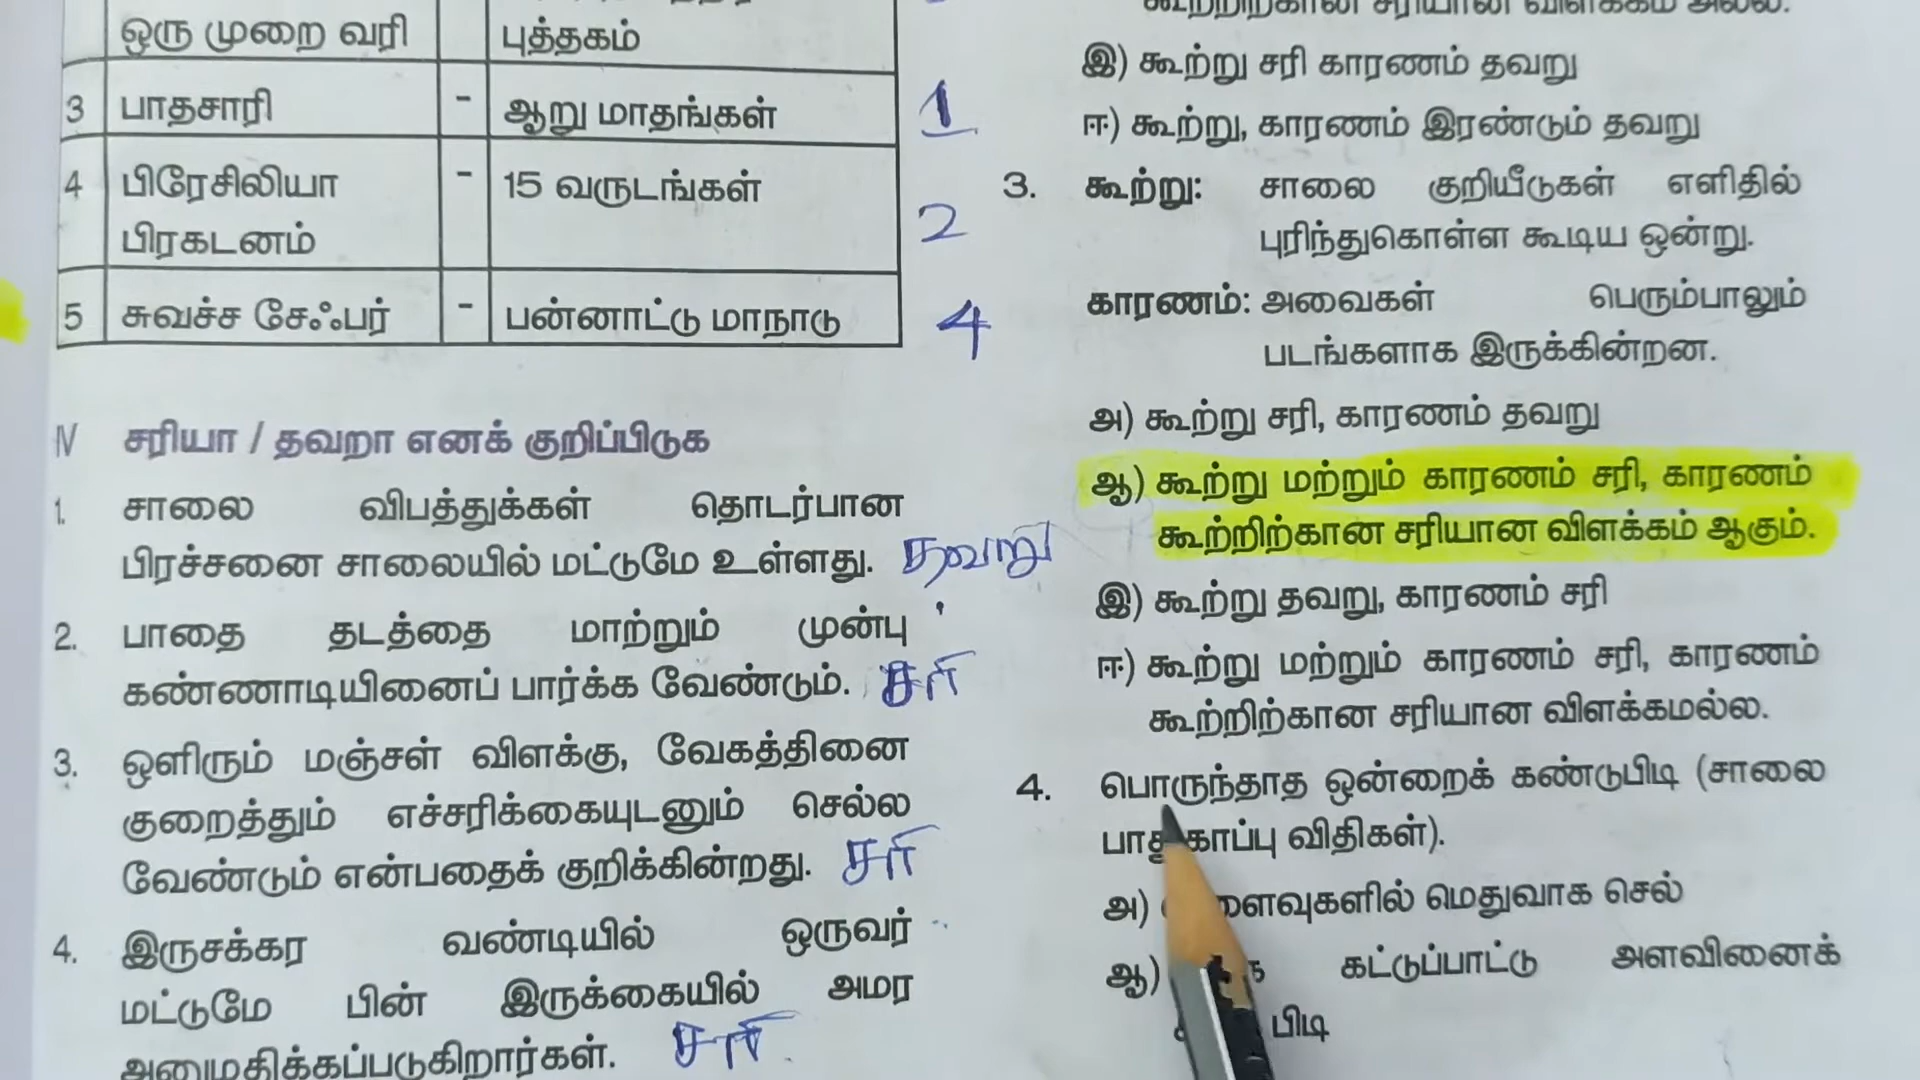 ஒரு முறை வரி
புத்தகம்
3 பாதசாரி - ஆறு மாதங்கள் 1
4 பிரேசிலியா - 15 வருடங்கள் 2
பிரகடனம்
5 சுவச்ச சேஃபர் - பன்னாட்டு மாநாடு 4
IV சரியா / தவறா எனக் குறிப்பிடுக
1. சாலை விபத்துக்கள் தொடர்பான
பிரச்சனை சாலையில் மட்டுமே உள்ளது. தவறு
2. பாதை தடத்தை மாற்றும் முன்பு
கண்ணாடியினைப் பார்க்க வேண்டும். சரி
3. ஒளிரும் மஞ்சள் விளக்கு, வேகத்தினை
குறைத்தும் எச்சரிக்கையுடனும் செல்ல
வேண்டும் என்பதைக் குறிக்கின்றது. சரி
4. இருசக்கர வண்டியில் ஒருவர்
மட்டுமே பின் இருக்கையில் அமர
அனுமதிக்கப்படுகிறார்கள். சரி
கூற்றிற்கான சரியான விளக்கம் அல்ல.
இ) கூற்று சரி காரணம் தவறு
ஈ) கூற்று, காரணம் இரண்டும் தவறு
3. கூற்று: சாலை குறியீடுகள் எளிதில்
புரிந்துகொள்ள கூடிய ஒன்று.
காரணம்: அவைகள் பெரும்பாலும்
படங்களாக இருக்கின்றன.
அ) கூற்று சரி, காரணம் தவறு
ஆ) கூற்று மற்றும் காரணம் சரி, காரணம்
கூற்றிற்கான சரியான விளக்கம் ஆகும்.
இ) கூற்று தவறு, காரணம் சரி
ஈ) கூற்று மற்றும் காரணம் சரி, காரணம்
கூற்றிற்கான சரியான விளக்கமல்ல.
4. பொருந்தாத ஒன்றைக் கண்டுபிடி (சாலை
பாதுகாப்பு விதிகள்).
அ) மெதுவாக செல்
ஆ) கட்டுப்பாட்டு அளவினைக்
பிடி